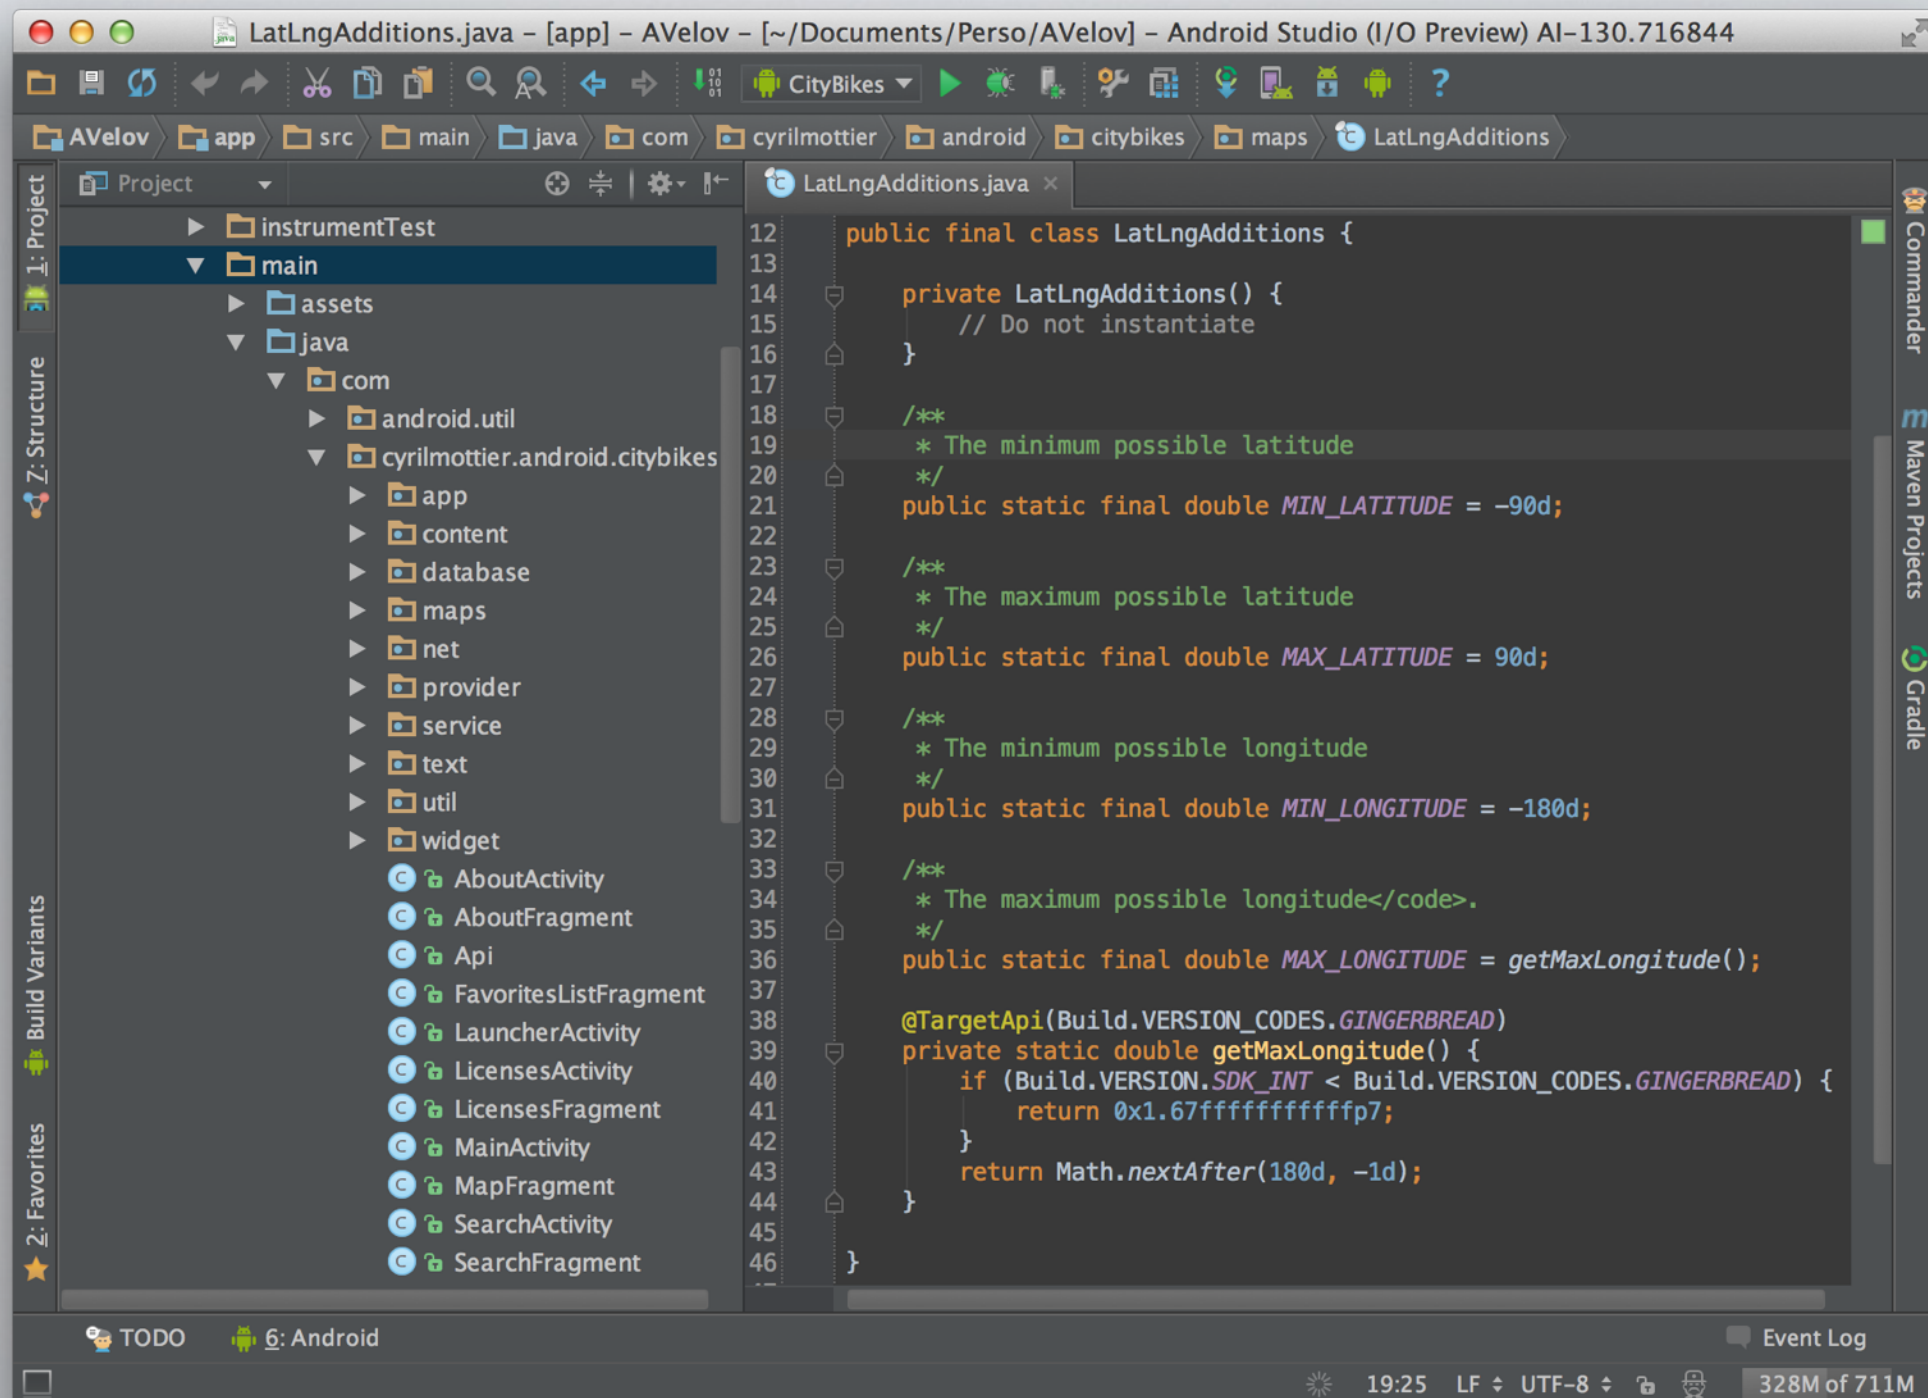 LatLngAdditions.java – [app] – AVelov – [~/Documents/Perso/AVelov] – Android Studio (I/O Preview) AI-130.716844
CityBikes
?
AVelov app src main java com cyrilmottier android citybikes maps LatLngAdditions
1: Project
Z: Structure
Build Variants
2: Favorites
Project
instrumentTest
main
assets
java
com
android.util
cyrilmottier.android.citybikes
app
content
database
maps
net
provider
service
text
util
widget
AboutActivity
AboutFragment
Api
FavoritesListFragment
LauncherActivity
LicensesActivity
LicensesFragment
MainActivity
MapFragment
SearchActivity
SearchFragment
LatLngAdditions.java
12 public final class LatLngAdditions {
13
14 private LatLngAdditions() {
15 // Do not instantiate
16 }
17
18 /**
19 * The minimum possible latitude
20 */
21 public static final double MIN_LATITUDE = –90d;
22
23 /**
24 * The maximum possible latitude
25 */
26 public static final double MAX_LATITUDE = 90d;
27
28 /**
29 * The minimum possible longitude
30 */
31 public static final double MIN_LONGITUDE = –180d;
32
33 /**
34 * The maximum possible longitude</code>.
35 */
36 public static final double MAX_LONGITUDE = getMaxLongitude();
37
38 @TargetApi(Build.VERSION_CODES.GINGERBREAD)
39 private static double getMaxLongitude() {
40 if (Build.VERSION.SDK_INT < Build.VERSION_CODES.GINGERBREAD) {
41 return 0x1.67fffffffffffp7;
42 }
43 return Math.nextAfter(180d, –1d);
44 }
45
46 }
Commander
Maven Projects
Gradle
TODO
6: Android
Event Log
19:25 LF UTF-8 328M of 711M